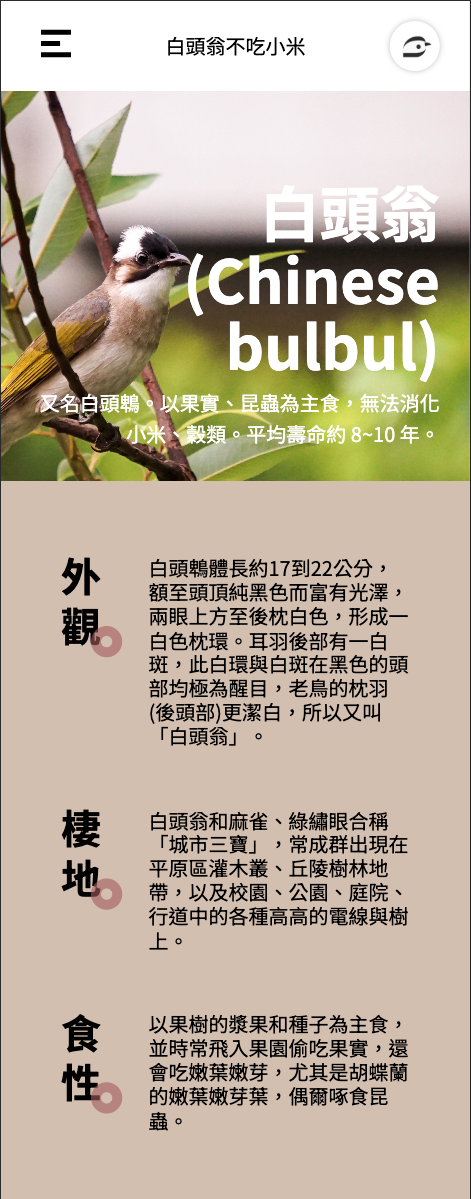 白頭翁不吃小米
白頭翁
(Chinese
bulbul)
又名白頭鵯。以果實、昆蟲為主食，無法消化
小米、穀類。平均壽命約 8~10 年。
外
觀
白頭鵯體長約17到22公分，
額至頭頂純黑色而富有光澤，
兩眼上方至後枕白色，形成一
白色枕環。耳羽後部有一白
斑，此白環與白斑在黑色的頭
部均極為醒目，老鳥的枕羽
(後頭部)更潔白，所以又叫
「白頭翁」。
棲
地
白頭翁和麻雀、綠繡眼合稱
「城市三寶」，常成群出現在
平原區灌木叢、丘陵樹林地
帶，以及校園、公園、庭院、
行道中的各種高高的電線與樹
上。
食
性
以果樹的漿果和種子為主食，
並時常飛入果園偷吃果實，還
會吃嫩葉嫩芽，尤其是胡蝶蘭
的嫩葉嫩芽葉，偶爾啄食昆
蟲。